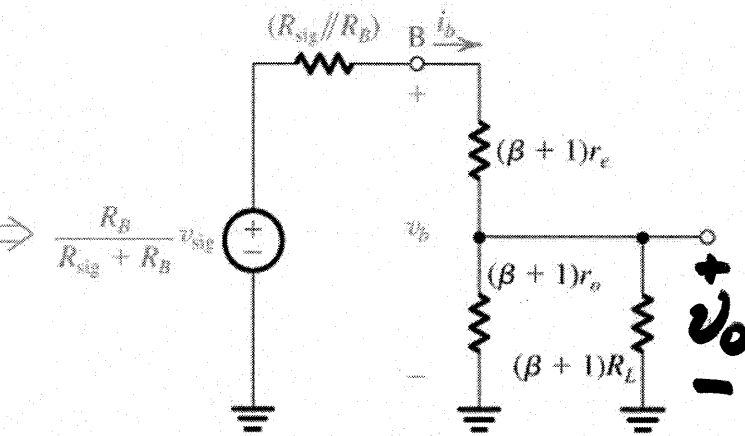 (R_sig//R_B)
B i_b
+
(β + 1)r_e
⇒ R_B / R_sig + R_B v_sig
+
−
v_b
(β + 1)r_o
+
v_o
−
−
(β + 1)R_L